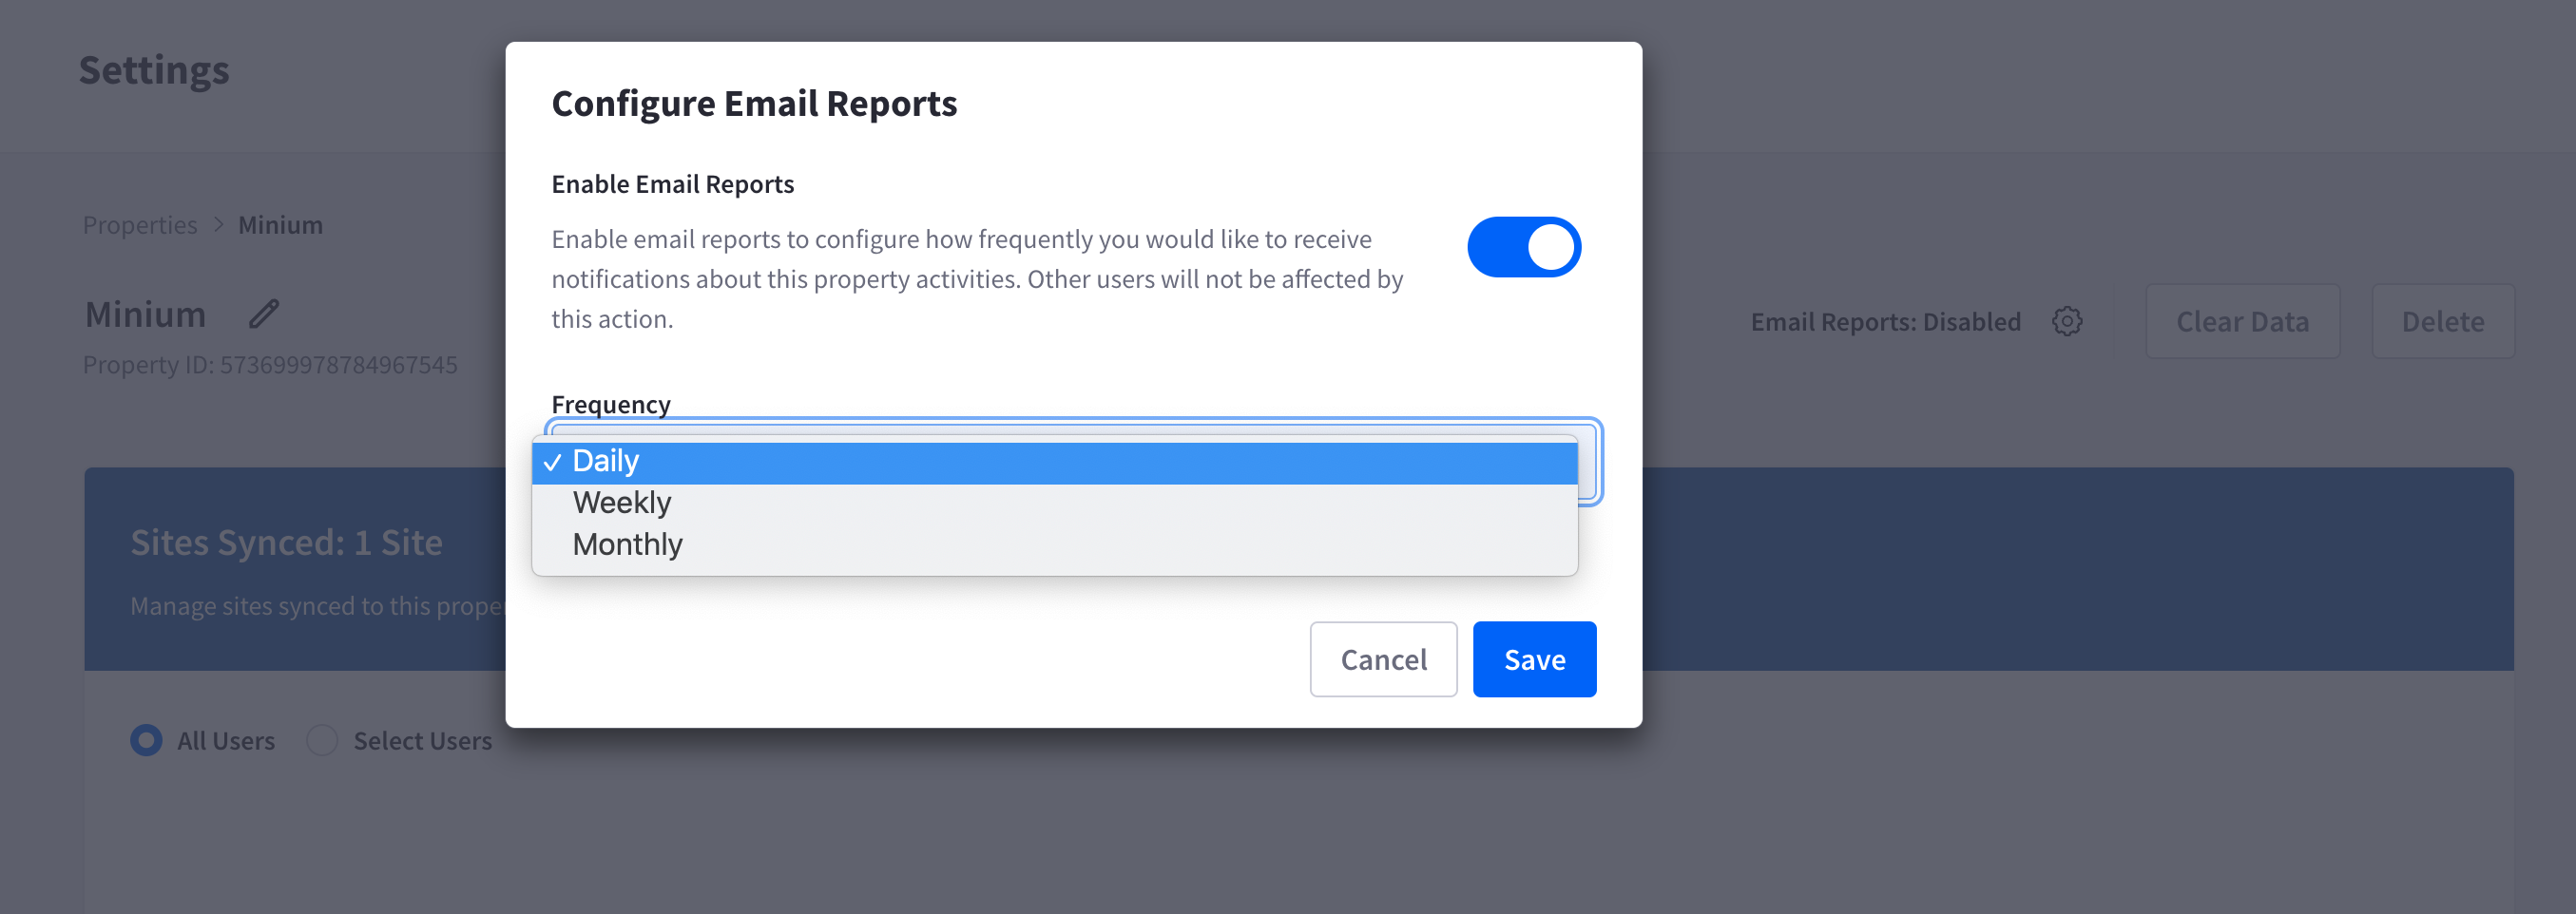 Settings
Properties > Minium
Minium
Property ID: 573699978784967545
Email Reports: Disabled
Clear Data
Delete
Sites Synced: 1 Site
Manage sites synced to this
All Users
Select Users
Configure Email Reports
Enable Email Reports
Enable email reports to configure how frequently you would like to receive
notifications about this property activities. Other users will not be affected by
this action.
Frequency
✓ Daily
Weekly
Monthly
Cancel
Save